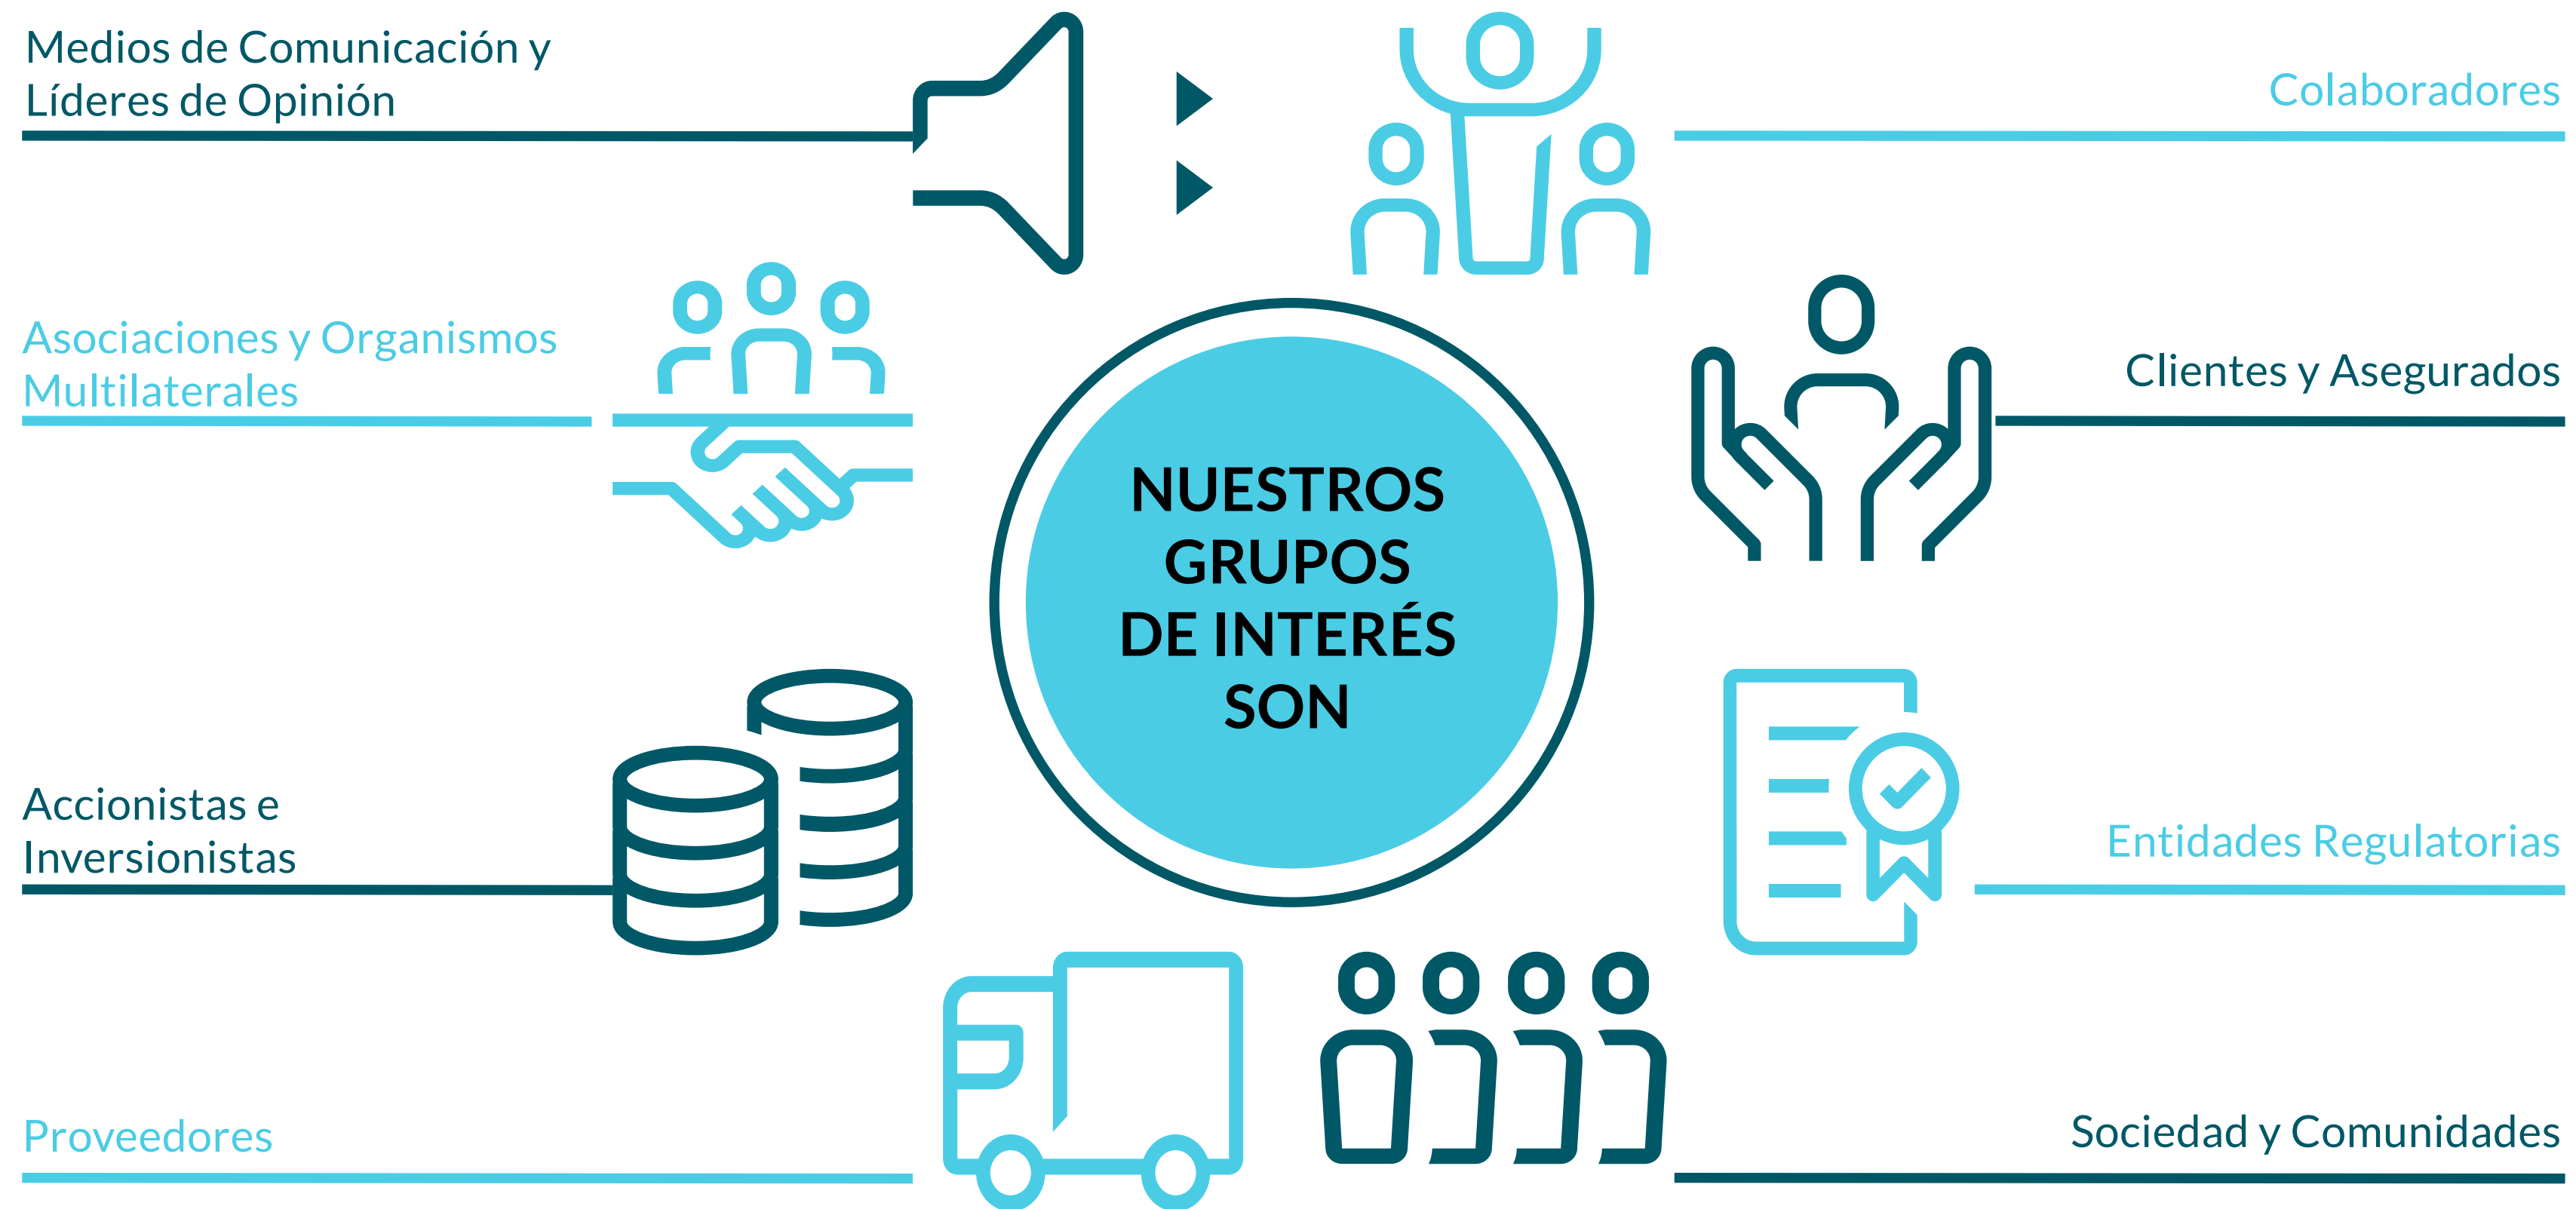 Medios de Comunicación y
Líderes de Opinión
Colaboradores
Asociaciones y Organismos
Multilaterales
Clientes y Asegurados
NUESTROS
GRUPOS
DE INTERÉS
SON
Accionistas e
Inversionistas
Entidades Regulatorias
Proveedores
Sociedad y Comunidades